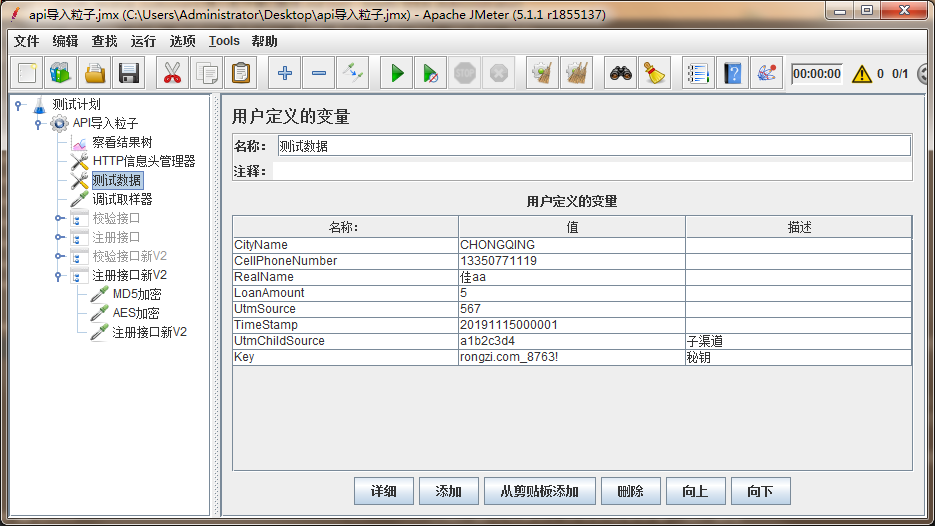 api导入粒子.jmx (C:\Users\Administrator\Desktop\api导入粒子.jmx) - Apache JMeter (5.1.1 r1855137)
文件 编辑 查找 运行 选项 Tools 帮助
STOP 00:00:00 0 0/1
测试计划
API导入粒子
察看结果树
HTTP信息头管理器
测试数据
调试取样器
校验接口
注册接口
校验接口新V2
注册接口新V2
MD5加密
AES加密
注册接口新V2
用户定义的变量
名称： 测试数据
注释：
用户定义的变量
名称： 值 描述
CityName CHONGQING
CellPhoneNumber 13350771119
RealName 佳aa
LoanAmount 5
UtmSource 567
TimeStamp 20191115000001
UtmChildSource a1b2c3d4 子渠道
Key rongzi.com_8763! 秘钥
详细 添加 从剪贴板添加 删除 向上 向下